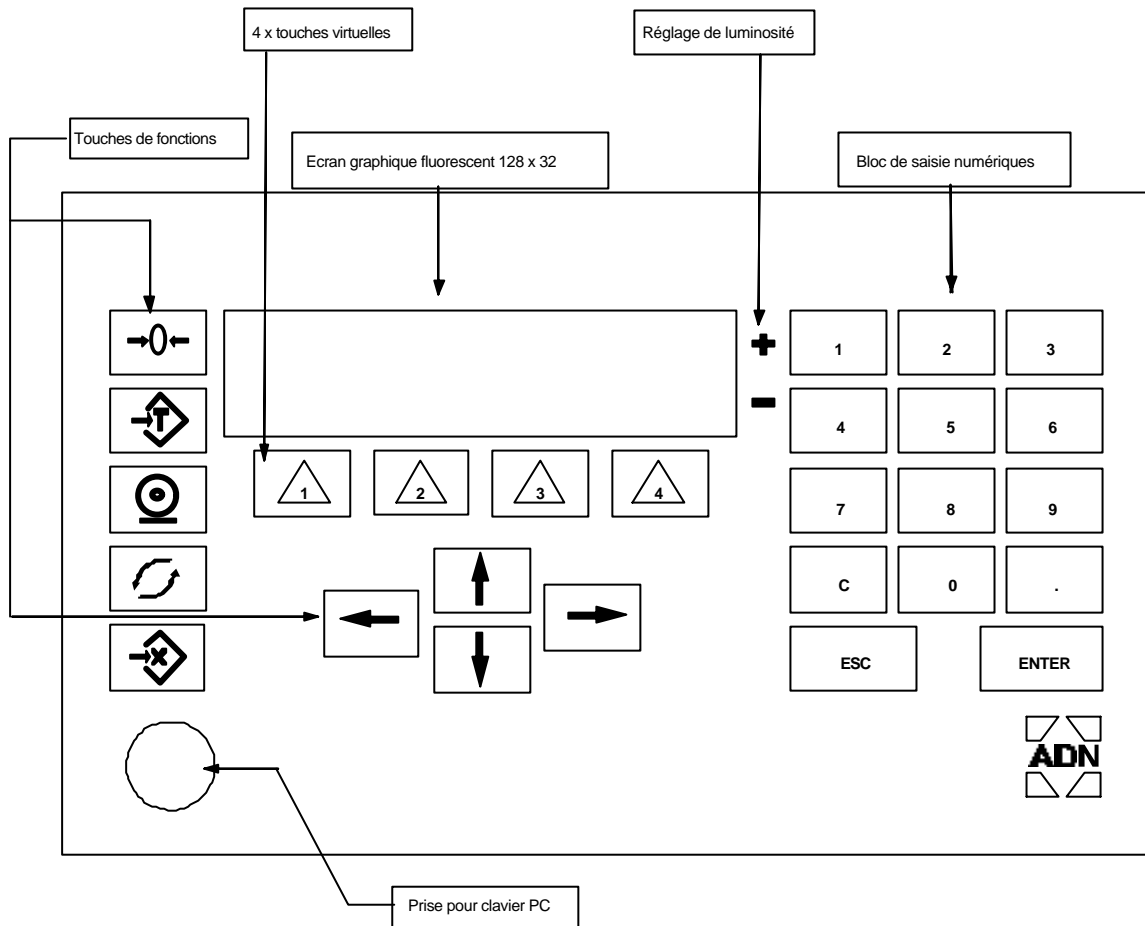 4 x touches virtuelles
Réglage de luminosité
Touches de fonctions
Ecran graphique fluorescent 128 x 32
Bloc de saisie numériques
→0←
+
1
2
3
→T
−
4
5
6
1
2
3
4
7
8
9
C
0
.
→X
ESC
ENTER
ADN
Prise pour clavier PC